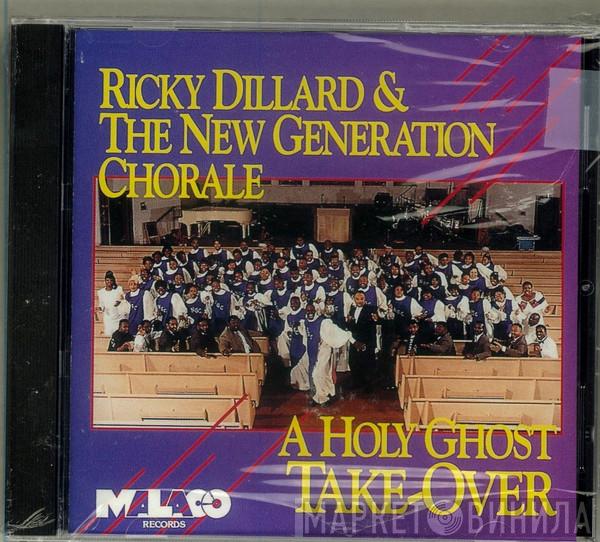 RICKY DILLARD &
THE NEW GENERATION
CHORALE
A HOLY GHOST
TAKE-OVER
MALACO
RECORDS
МАРКЕТ ВИНИЛА